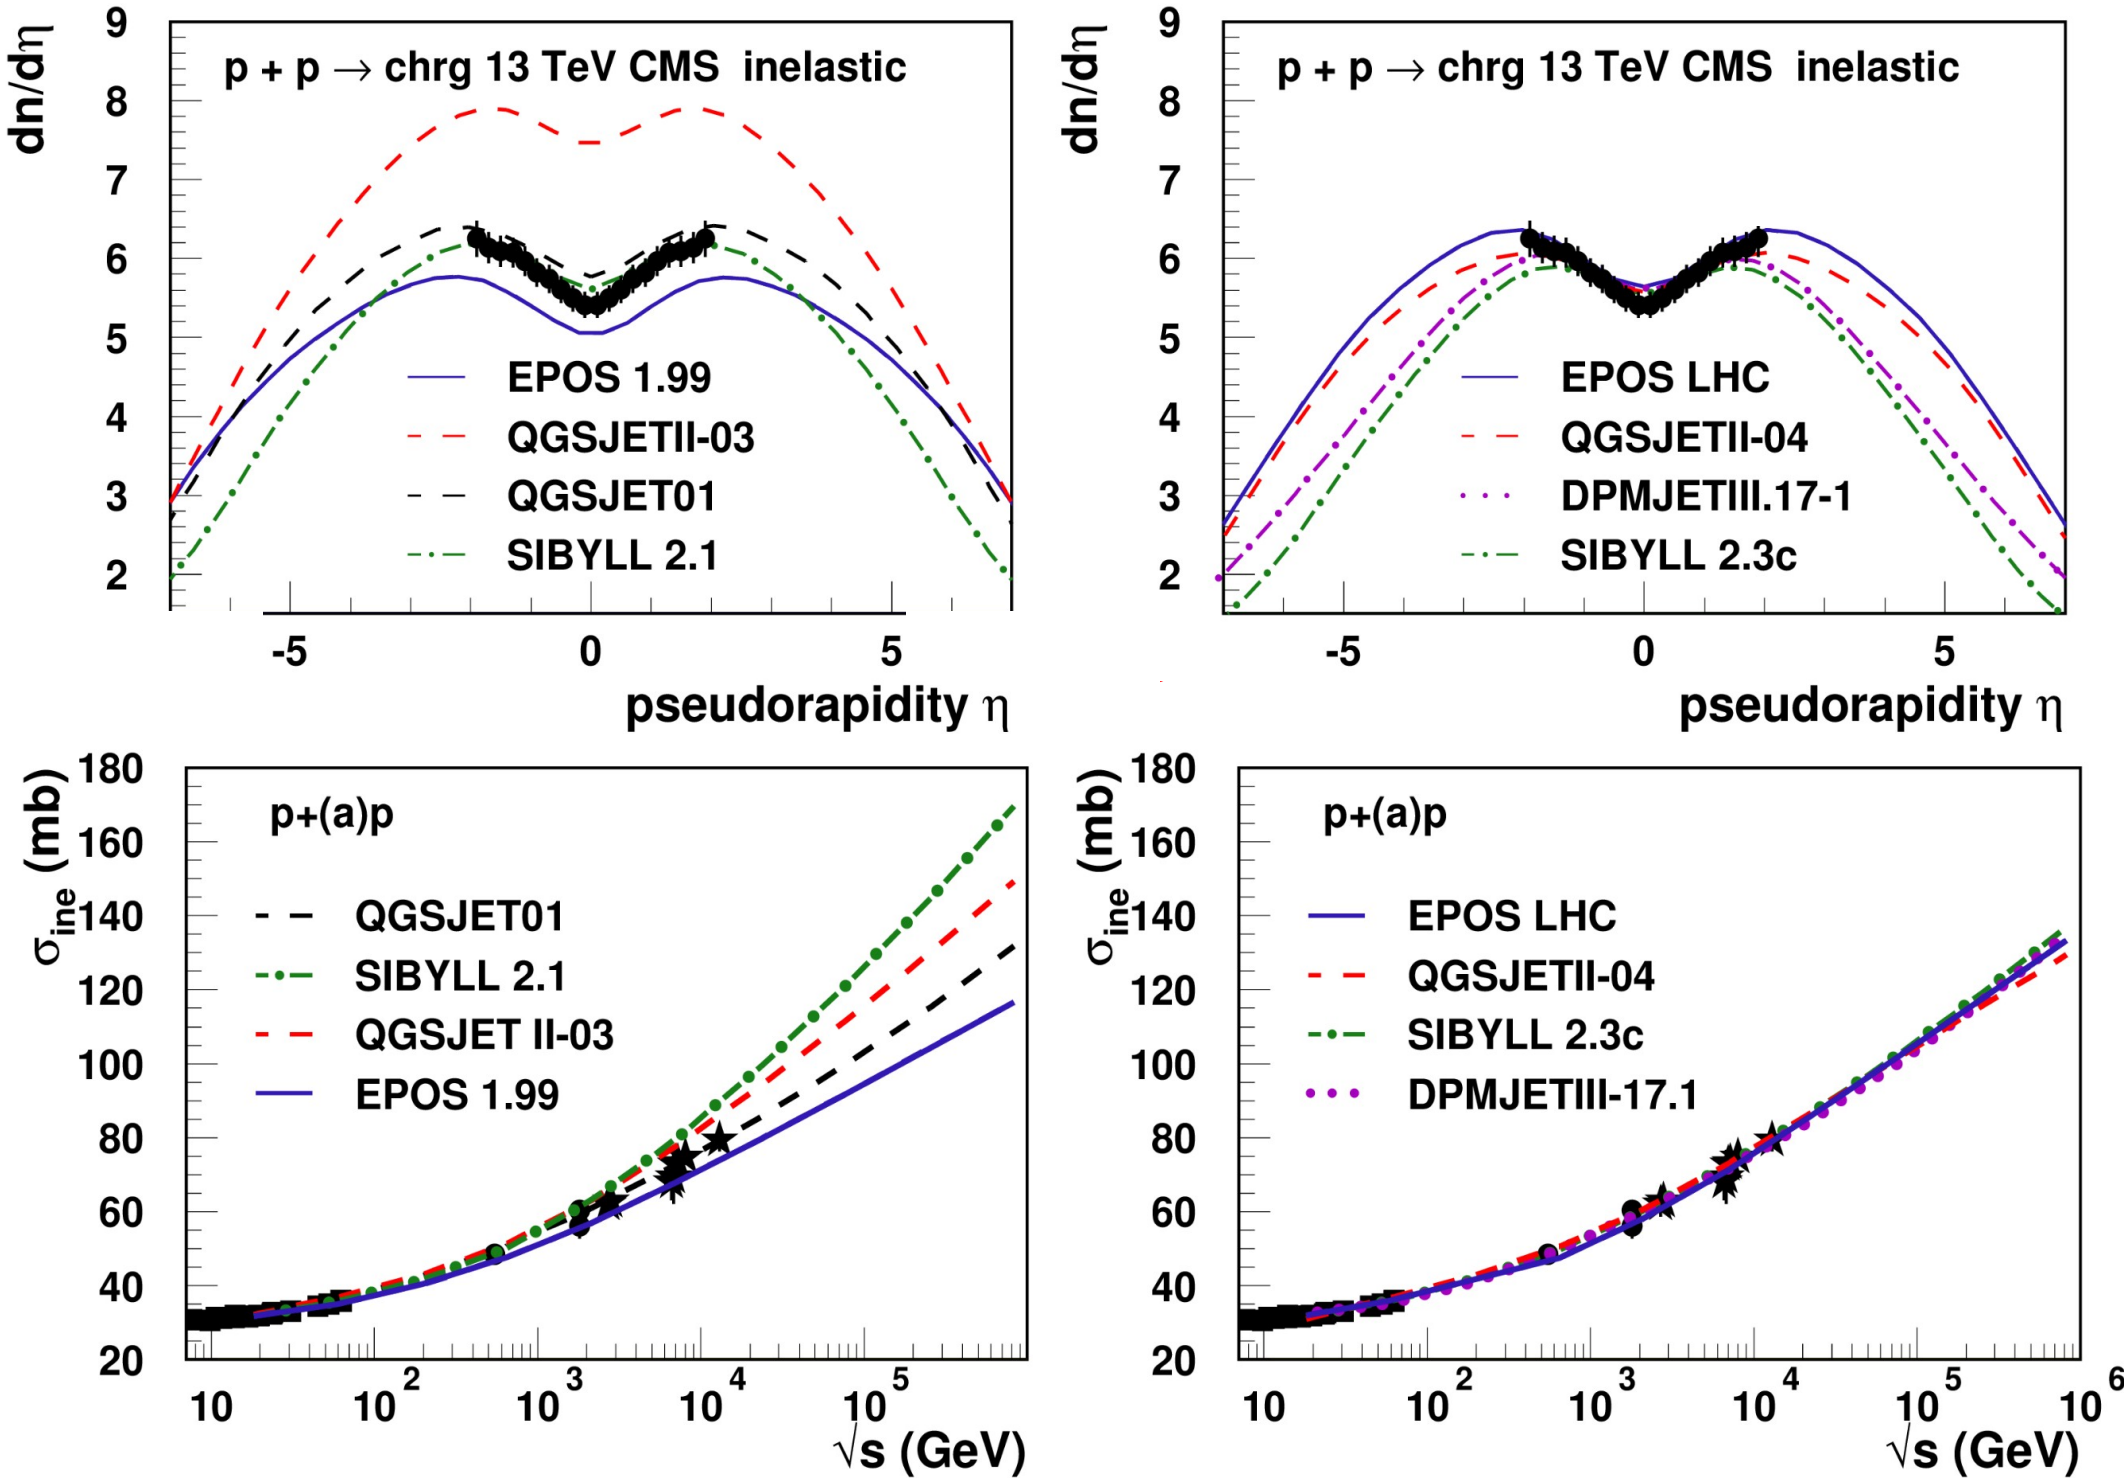 dn/dη
p + p → chrg 13 TeV CMS inelastic
9
8
7
6
5
4
3
2
EPOS 1.99
QGSJETII-03
QGSJET01
SIBYLL 2.1
-5 0 5
pseudorapidity η
dn/dη
p + p → chrg 13 TeV CMS inelastic
9
8
7
6
5
4
3
2
EPOS LHC
QGSJETII-04
DPMJETIII.17-1
SIBYLL 2.3c
-5 0 5
pseudorapidity η
σine (mb)
p+(a)p
180
160
140
120
100
80
60
40
20
QGSJET01
SIBYLL 2.1
QGSJET II-03
EPOS 1.99
10 10² 10³ 10⁴ 10⁵
√s (GeV)
σine (mb)
p+(a)p
180
160
140
120
100
80
60
40
20
EPOS LHC
QGSJETII-04
SIBYLL 2.3c
DPMJETIII-17.1
10 10² 10³ 10⁴ 10⁵ 10⁶
√s (GeV)